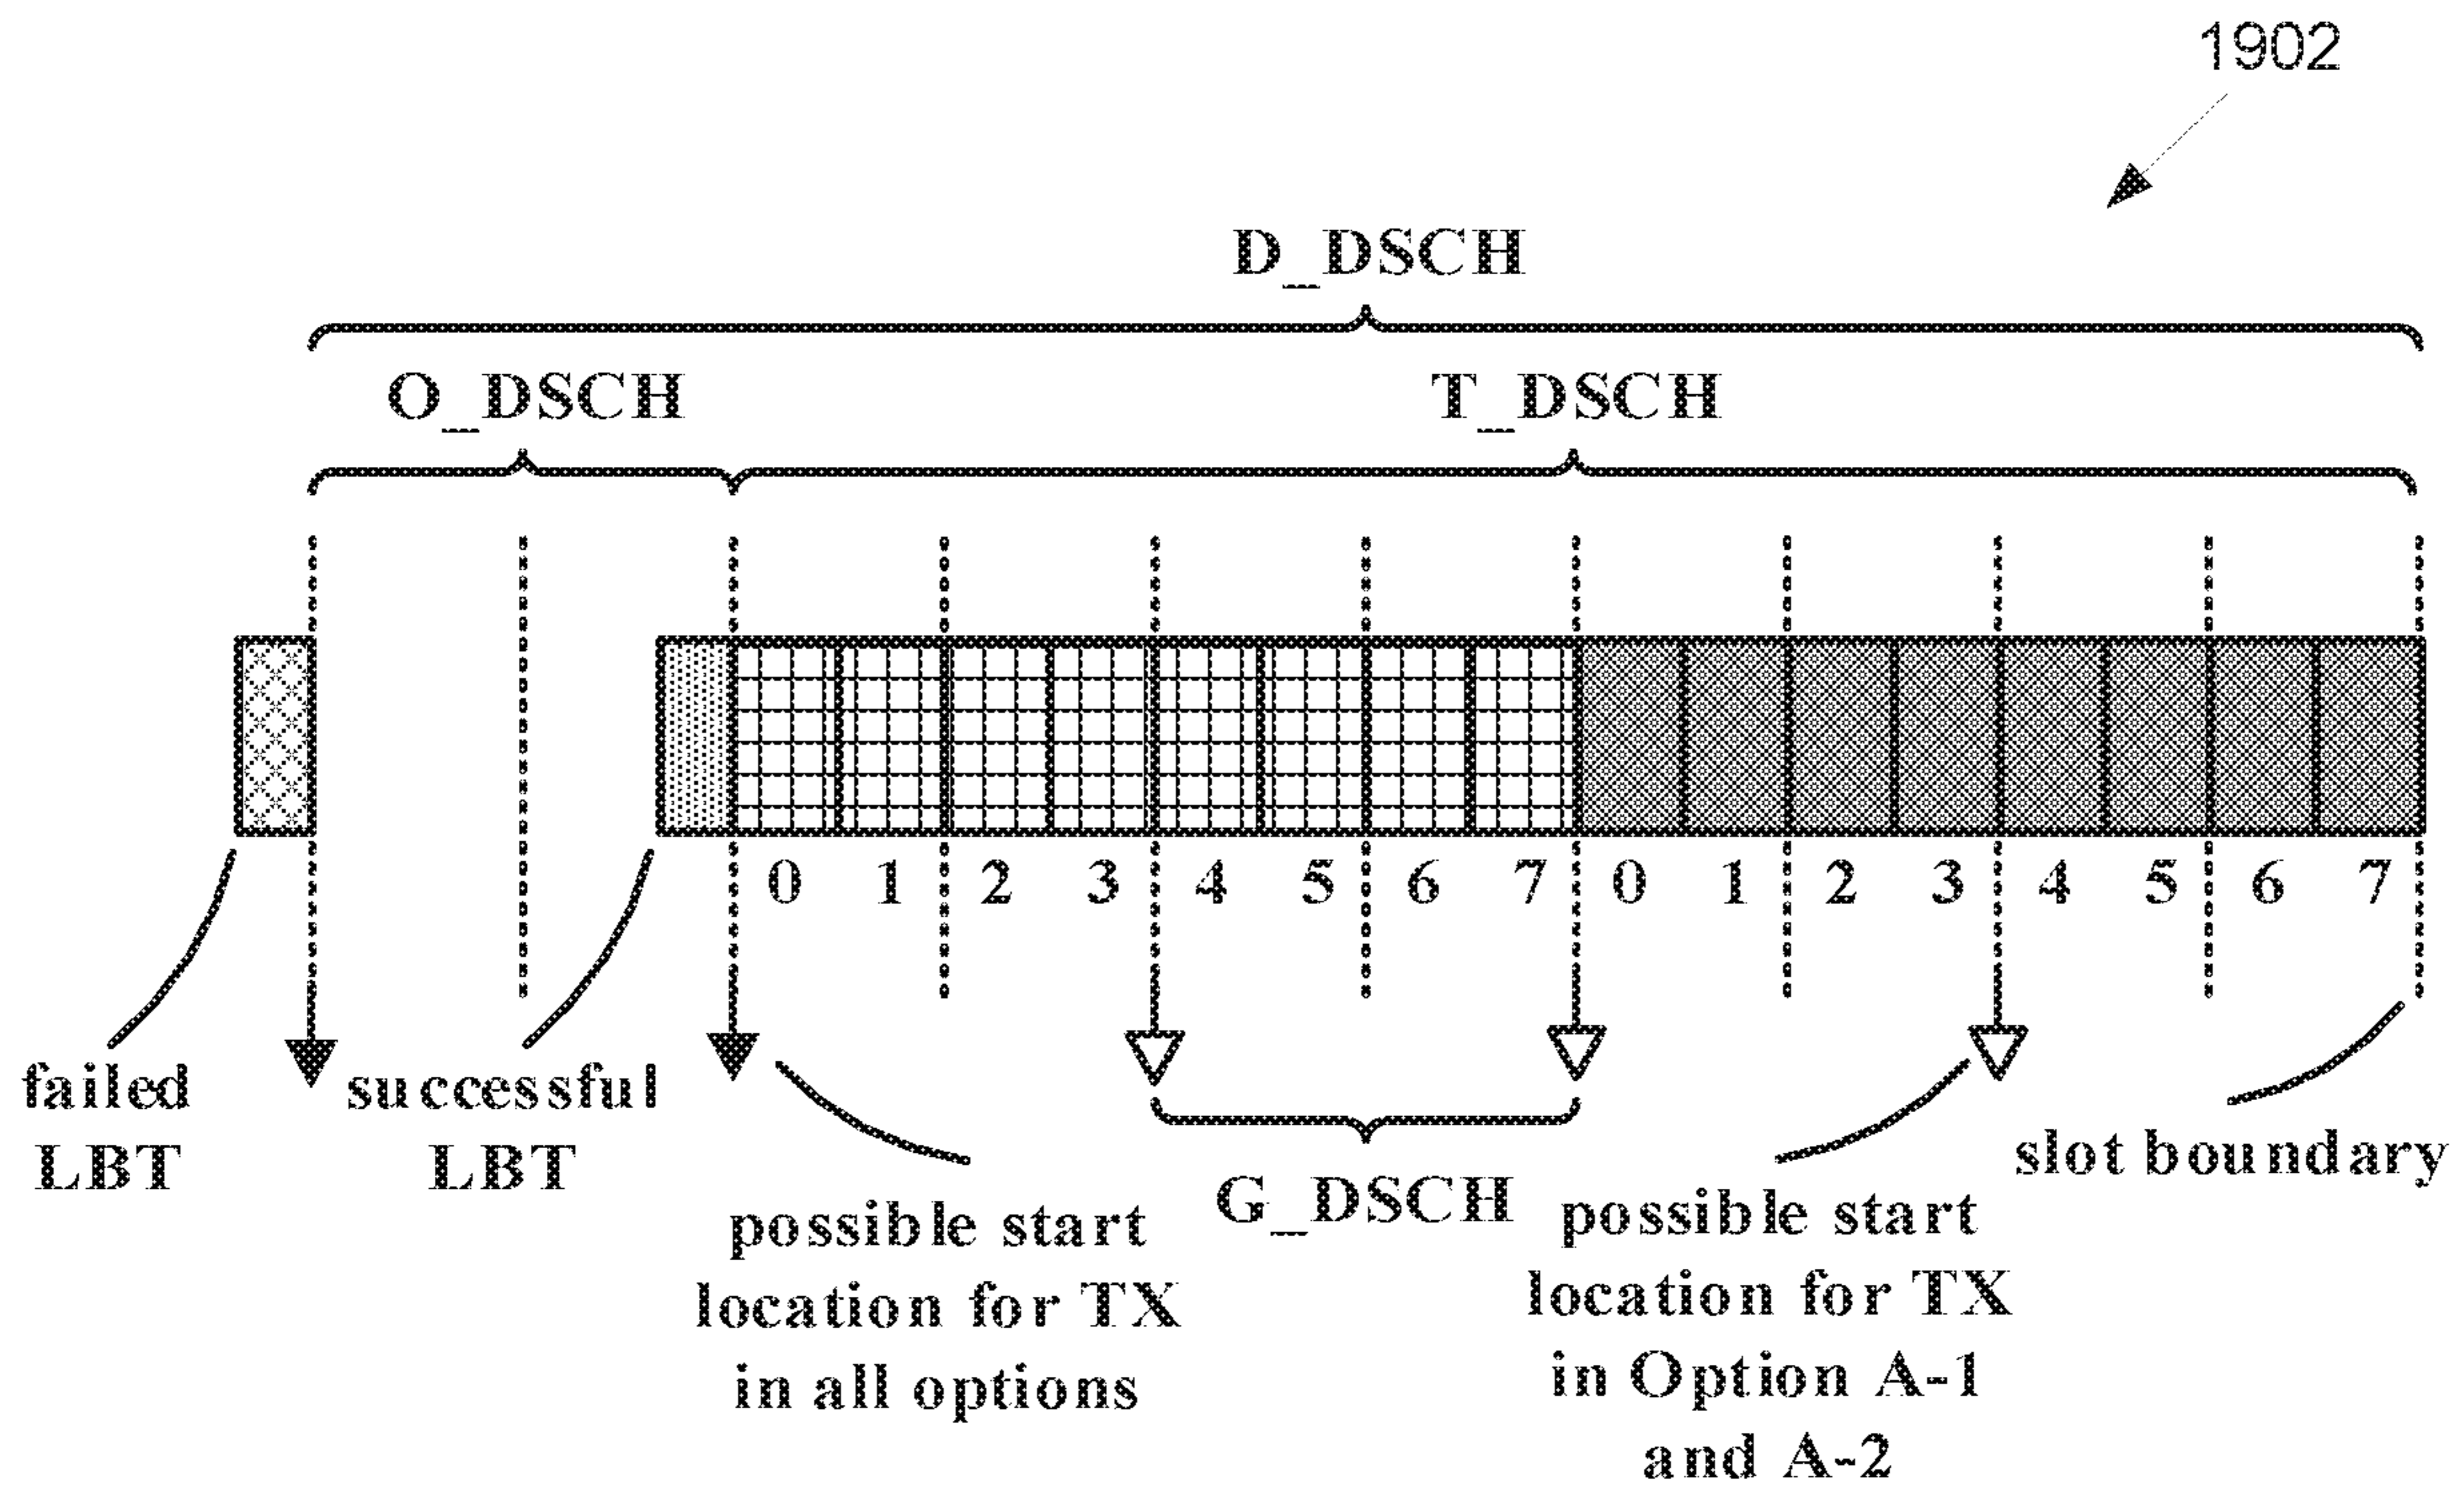 1902
D_DSCH
O_DSCH
T_DSCH
0 1 2 3 4 5 6 7 0 1 2 3 4 5 6 7
failed
LBT
successful
LBT
possible start
location for TX
in all options
G_DSCH
possible start
location for TX
in Option A-1
and A-2
slot boundary